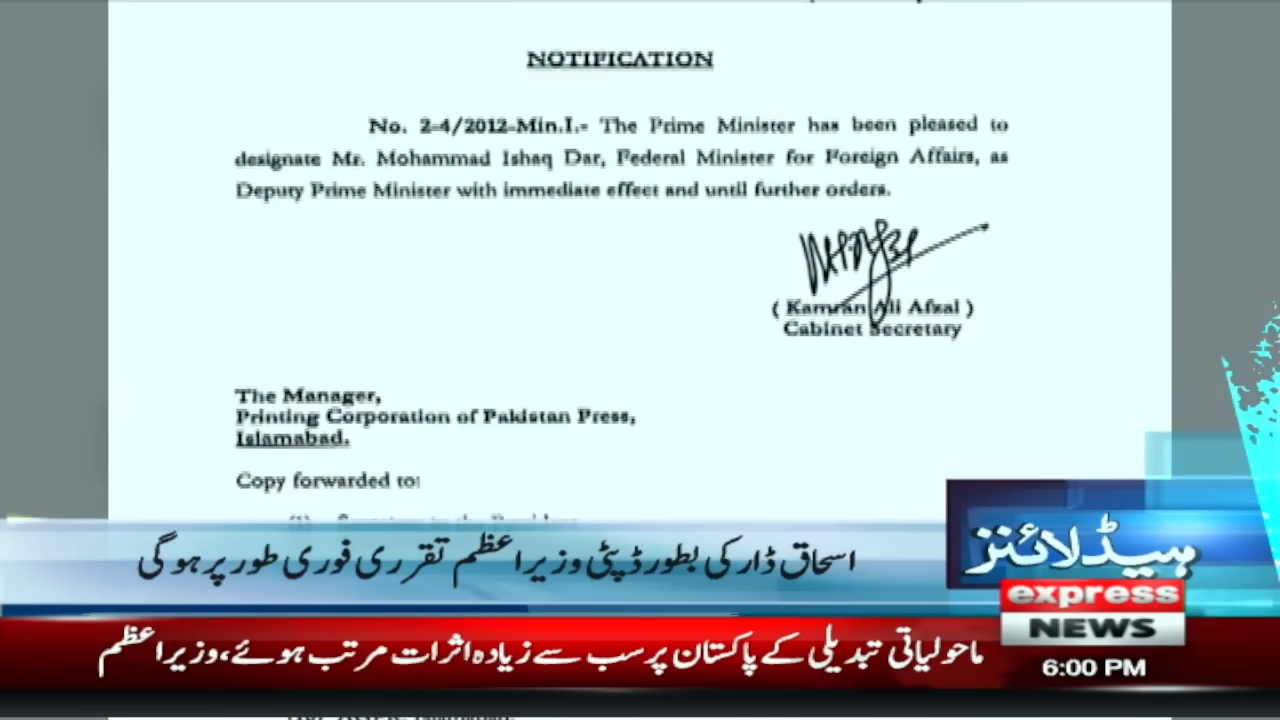 NOTIFICATION
No. 2-4/2012-Min.I.- The Prime Minister has been pleased to
designate Mr. Mohammad Ishaq Dar, Federal Minister for Foreign Affairs, as
Deputy Prime Minister with immediate effect and until further orders.
( Kamran Ali Afzal )
Cabinet Secretary
The Manager,
Printing Corporation of Pakistan Press,
Islamabad.
Copy forwarded to:
اسحاق ڈار کی بطور ڈپٹی وزیراعظم تقرری فوری طور پر ہوگی
ہیڈلائنز
express
NEWS
6:00 PM
ماحولیاتی تبدیلی کے پاکستان پر سب سے زیادہ اثرات مرتب ہوئے، وزیراعظم